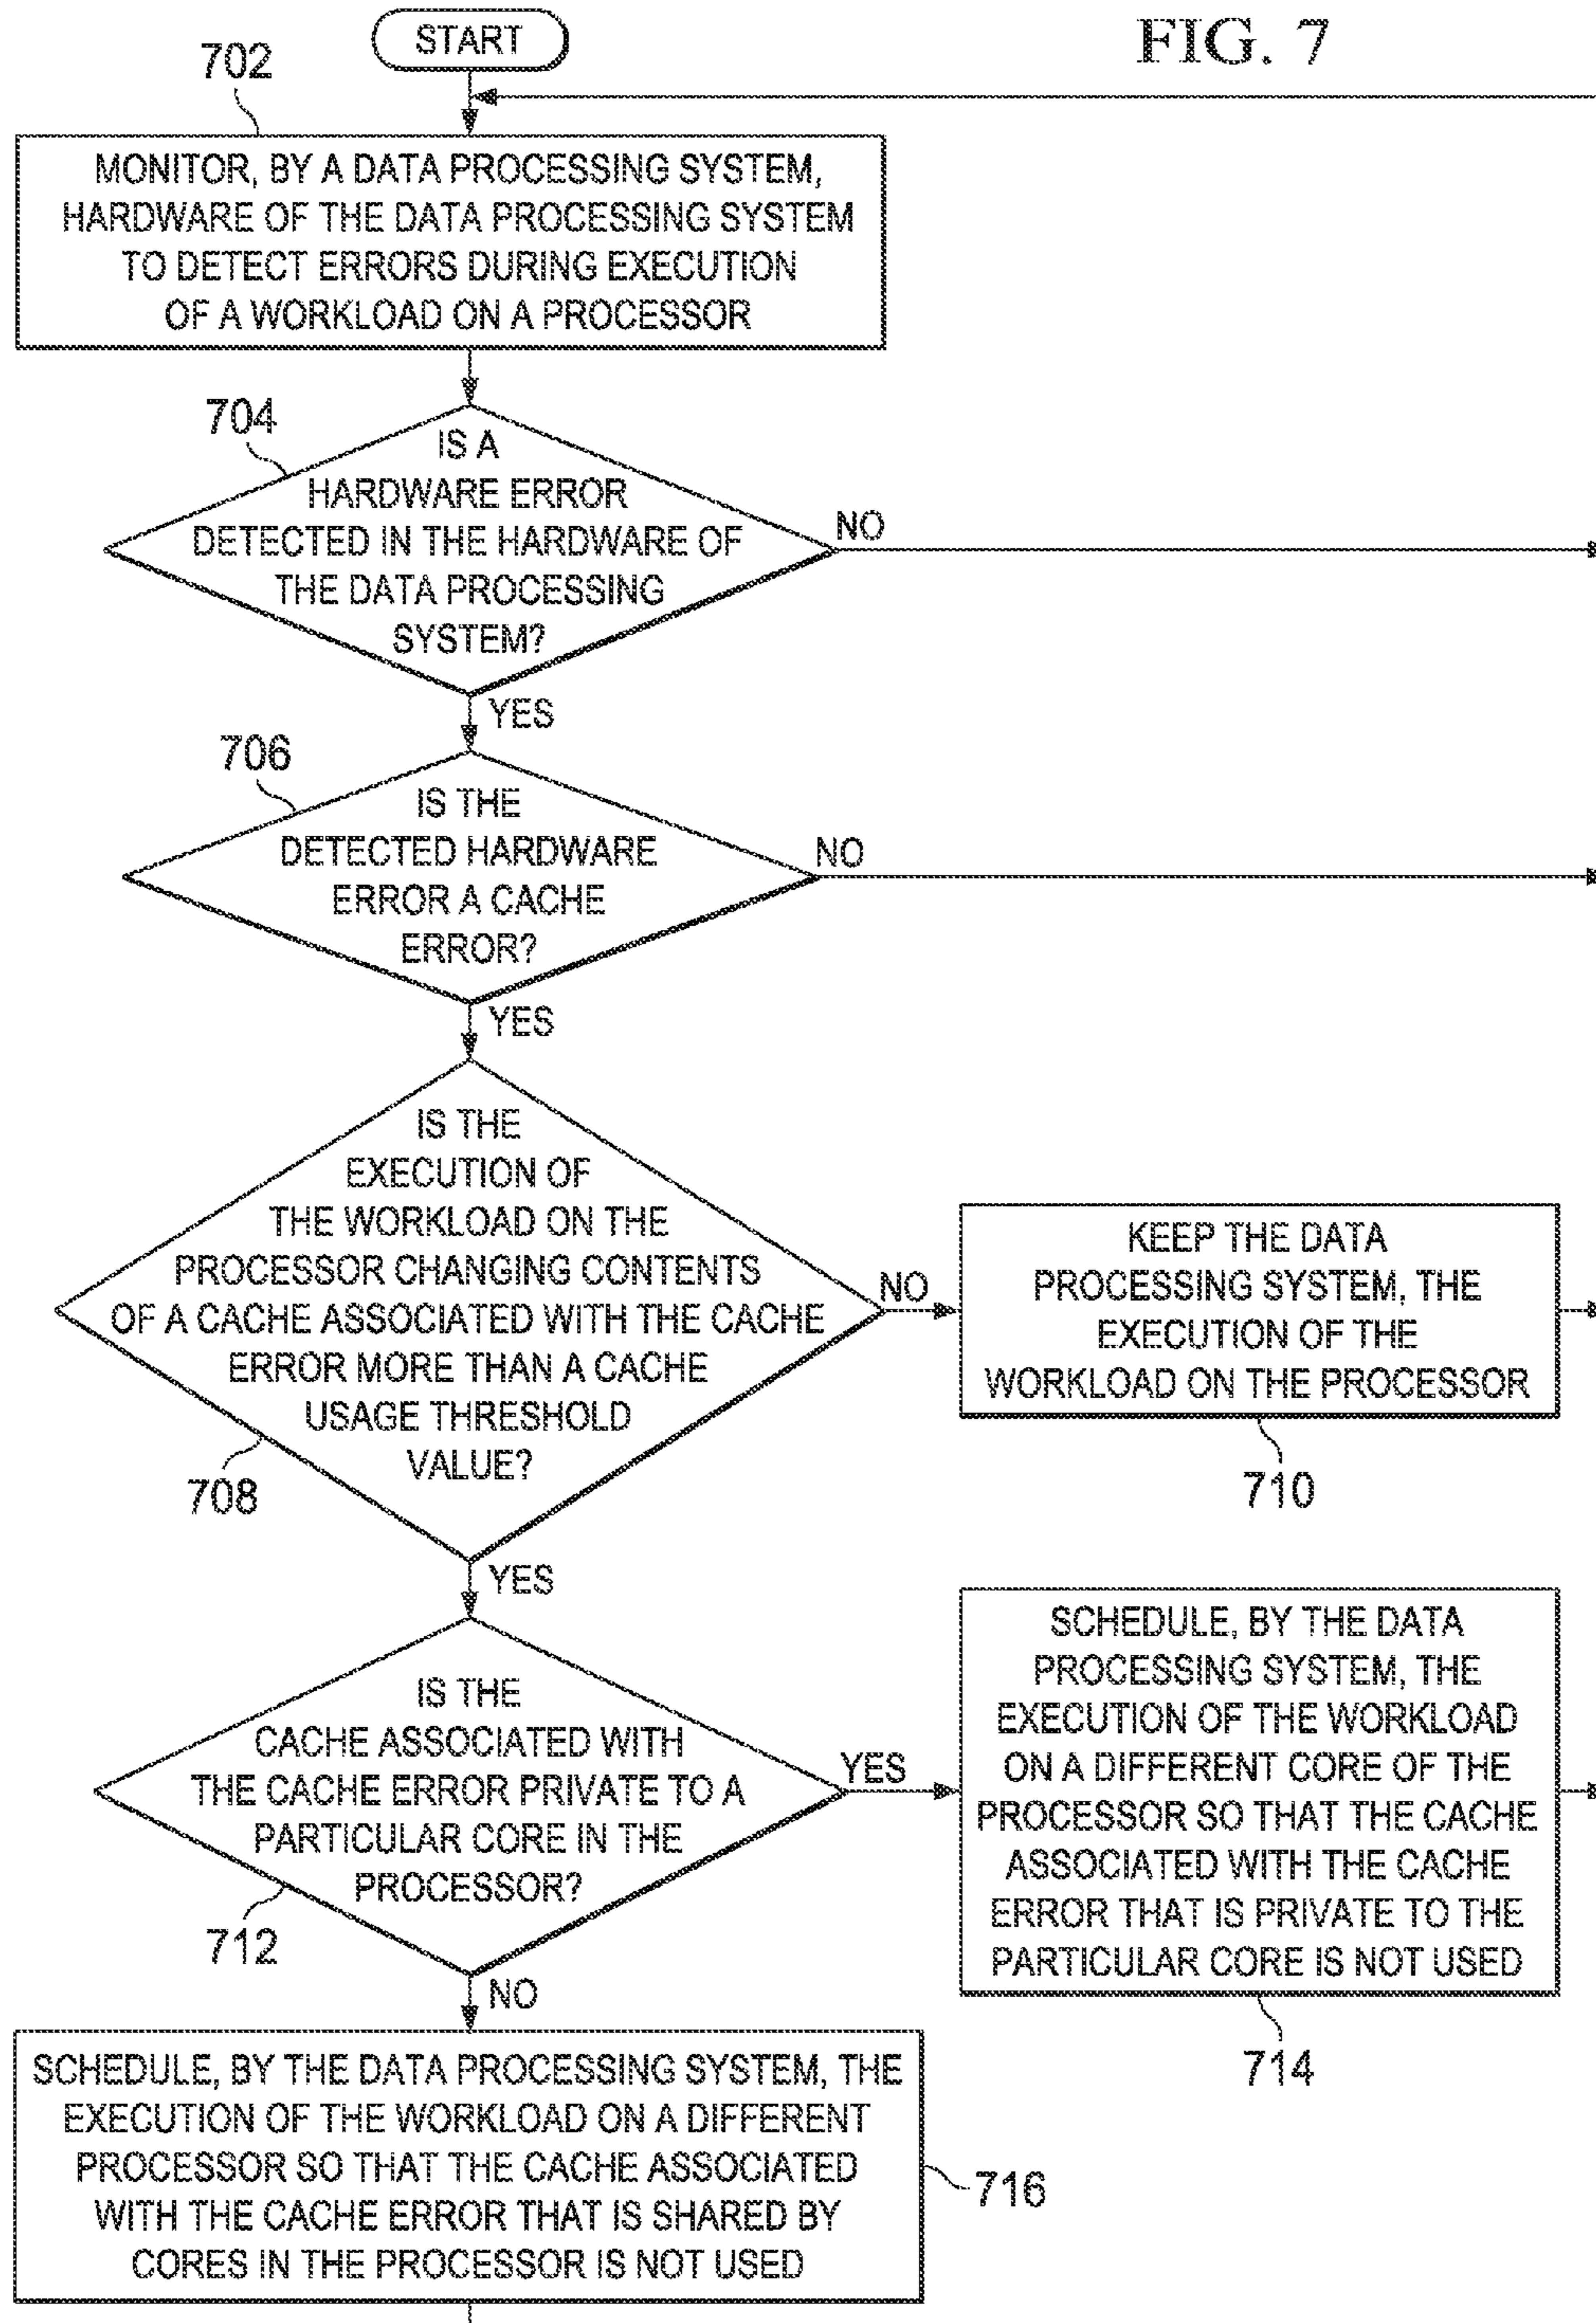 FIG. 7
START
702
MONITOR, BY A DATA PROCESSING SYSTEM,
HARDWARE OF THE DATA PROCESSING SYSTEM
TO DETECT ERRORS DURING EXECUTION
OF A WORKLOAD ON A PROCESSOR
704
IS A
HARDWARE ERROR
DETECTED IN THE HARDWARE OF
THE DATA PROCESSING
SYSTEM?
NO
YES
706
IS THE
DETECTED HARDWARE
ERROR A CACHE
ERROR?
NO
YES
IS THE
EXECUTION OF
THE WORKLOAD ON THE
PROCESSOR CHANGING CONTENTS
OF A CACHE ASSOCIATED WITH THE CACHE
ERROR MORE THAN A CACHE
USAGE THRESHOLD
VALUE?
708
NO
KEEP THE DATA
PROCESSING SYSTEM, THE
EXECUTION OF THE
WORKLOAD ON THE PROCESSOR
710
YES
IS THE
CACHE ASSOCIATED WITH
THE CACHE ERROR PRIVATE TO A
PARTICULAR CORE IN THE
PROCESSOR?
712
YES
SCHEDULE, BY THE DATA
PROCESSING SYSTEM, THE
EXECUTION OF THE WORKLOAD
ON A DIFFERENT CORE OF THE
PROCESSOR SO THAT THE CACHE
ASSOCIATED WITH THE CACHE
ERROR THAT IS PRIVATE TO THE
PARTICULAR CORE IS NOT USED
714
NO
SCHEDULE, BY THE DATA PROCESSING SYSTEM, THE
EXECUTION OF THE WORKLOAD ON A DIFFERENT
PROCESSOR SO THAT THE CACHE ASSOCIATED
WITH THE CACHE ERROR THAT IS SHARED BY
CORES IN THE PROCESSOR IS NOT USED
716